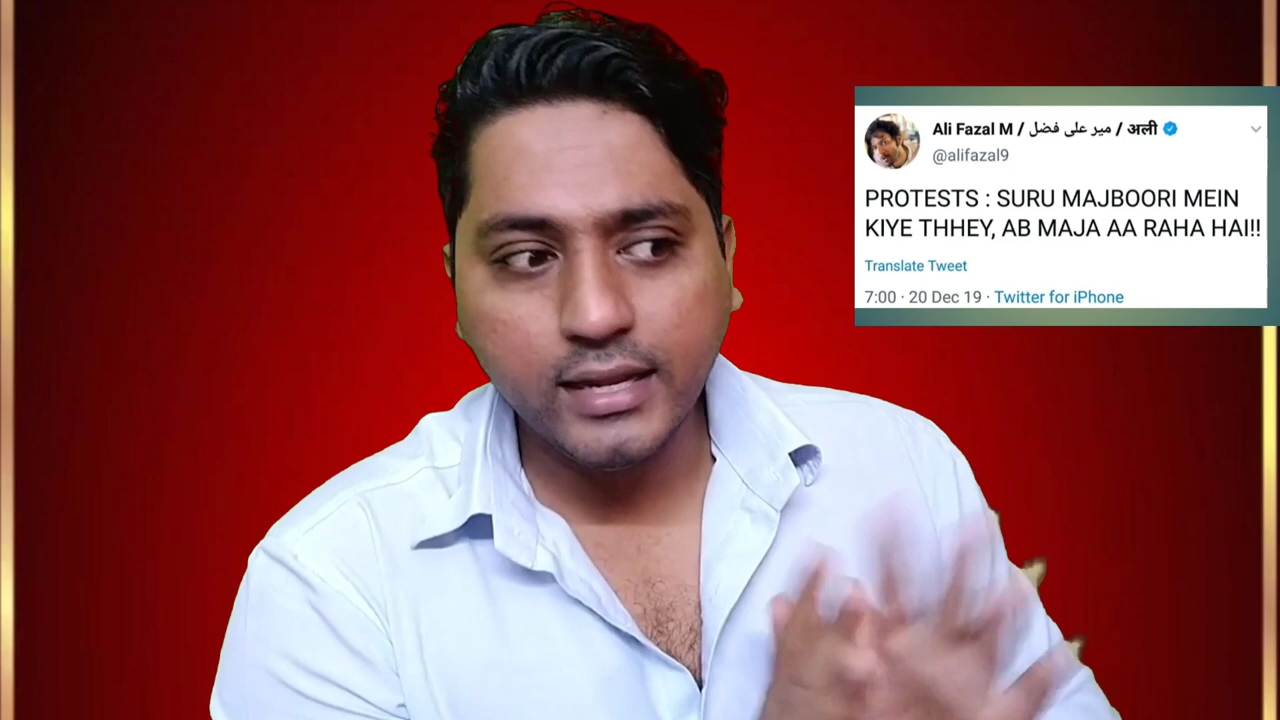 Ali Fazal M / میر علی فضل / अली
@alifazal9
PROTESTS : SURU MAJBOORI MEIN
KIYE THHEY, AB MAJA AA RAHA HAI!!
Translate Tweet
7:00 · 20 Dec 19 · Twitter for iPhone